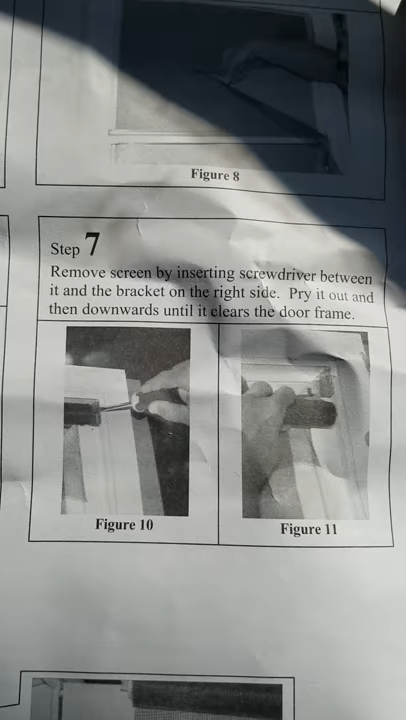 Figure 8
Step 7
Remove screen by inserting screwdriver between
it and the bracket on the right side. Pry it out and
then downwards until it clears the door frame.
Figure 10
Figure 11